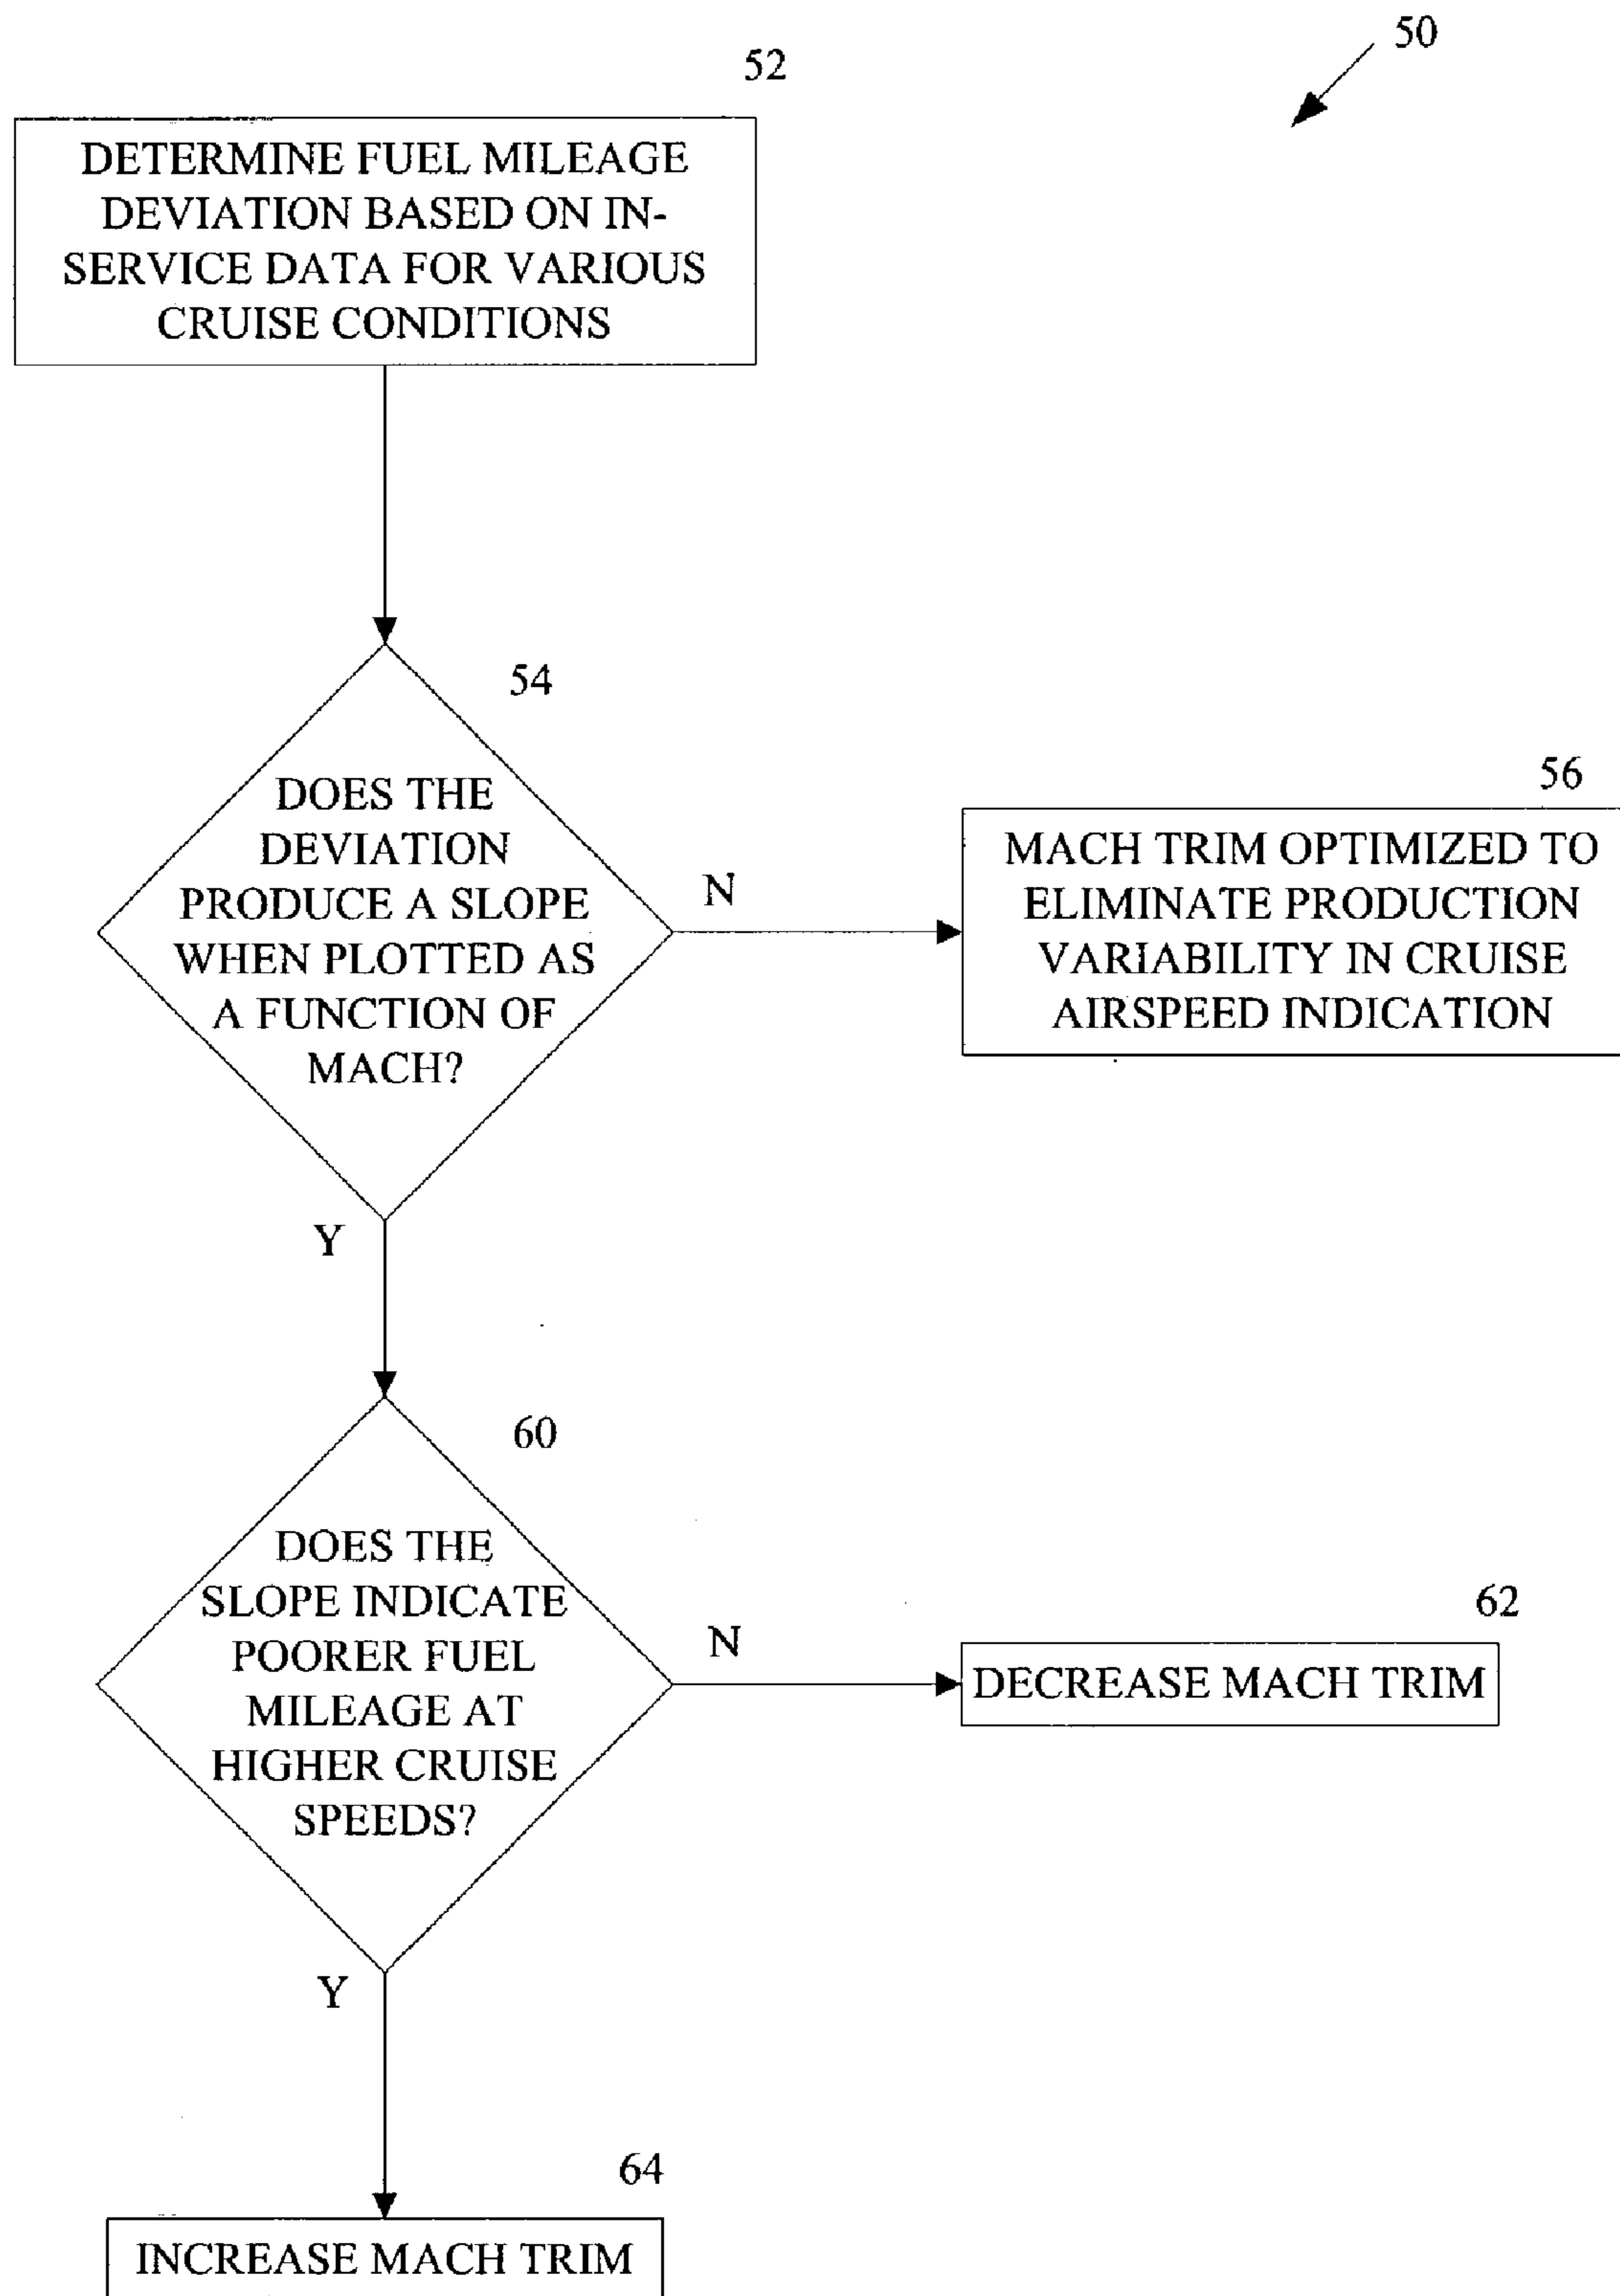 50
52
DETERMINE FUEL MILEAGE
DEVIATION BASED ON IN-
SERVICE DATA FOR VARIOUS
CRUISE CONDITIONS
54
DOES THE
DEVIATION
PRODUCE A SLOPE
WHEN PLOTTED AS
A FUNCTION OF
MACH?
N
56
MACH TRIM OPTIMIZED TO
ELIMINATE PRODUCTION
VARIABILITY IN CRUISE
AIRSPEED INDICATION
Y
60
DOES THE
SLOPE INDICATE
POORER FUEL
MILEAGE AT
HIGHER CRUISE
SPEEDS?
N
62
DECREASE MACH TRIM
Y
64
INCREASE MACH TRIM